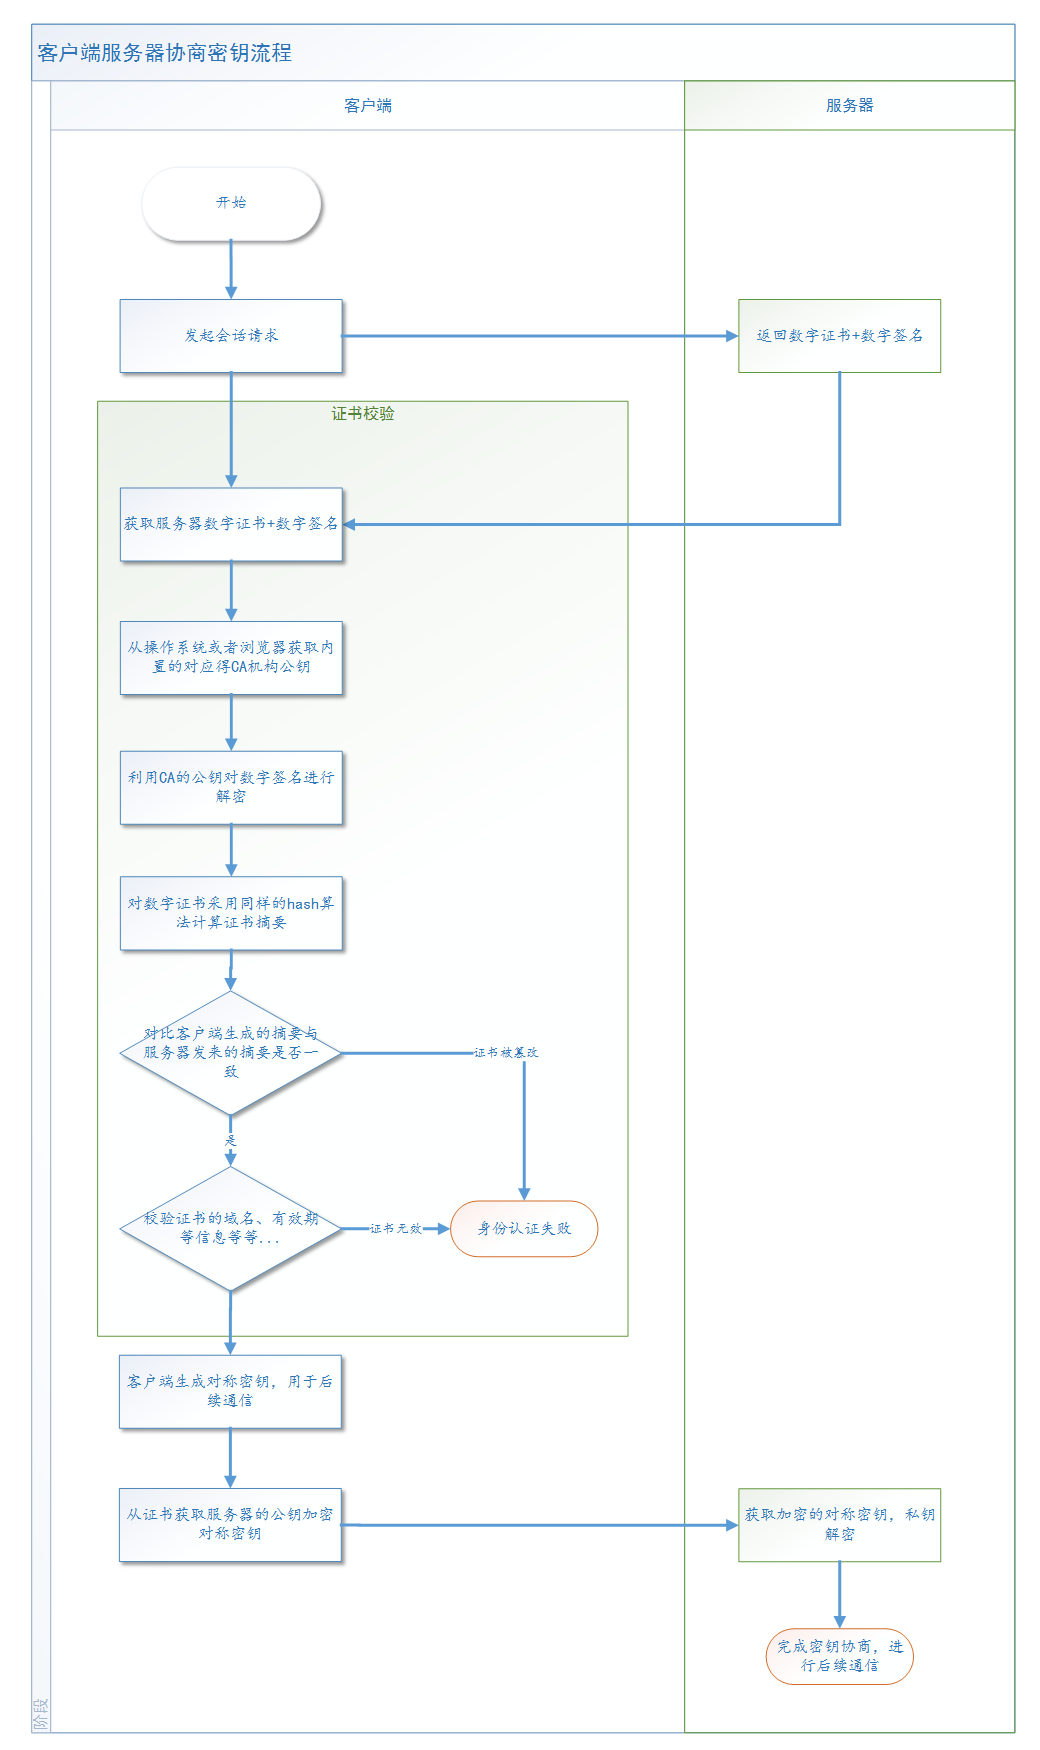 客户端服务器协商密钥流程
客户端
服务器
开始
发起会话请求
返回数字证书+数字签名
证书校验
获取服务器数字证书+数字签名
从操作系统或者浏览器获取内
置的对应得CA机构公钥
利用CA的公钥对数字签名进行
解密
对数字证书采用同样的hash算
法计算证书摘要
对比客户端生成的摘要与
服务器发来的摘要是否一
致
证书被篡改
是
校验证书的域名、有效期
等信息等等...
证书无效
身份认证失败
客户端生成对称密钥，用于后
续通信
从证书获取服务器的公钥加密
对称密钥
获取加密的对称密钥，私钥
解密
完成密钥协商，进
行后续通信
阶段